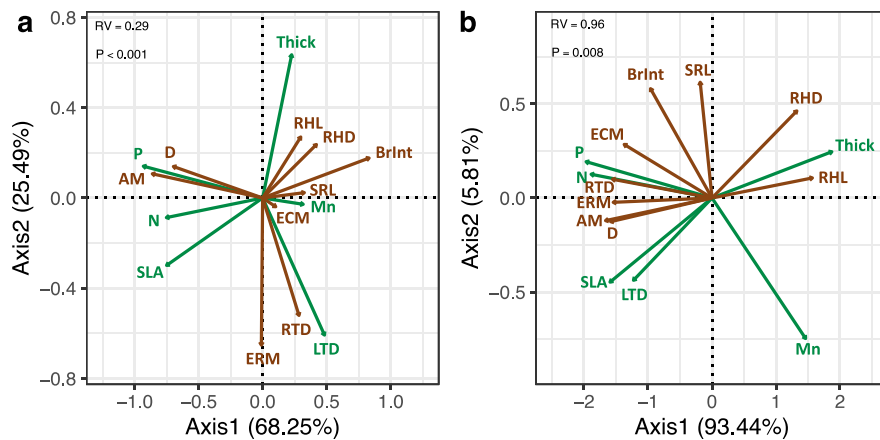 a
RV = 0.29
P < 0.001
Thick
RHL
RHD
BrInt
P
D
AM
SRL
Mn
ECM
N
SLA
RTD
LTD
ERM
0.8
0.4
0.0
−0.4
−0.8
−1.0
−0.5
0.0
0.5
1.0
Axis2 (25.49%)
Axis1 (68.25%)
b
RV = 0.96
P = 0.008
SRL
BrInt
RHD
ECM
Thick
P
N
RHL
RTD
ERM
AM
D
SLA
LTD
Mn
0.5
0.0
−0.5
−2
−1
0
1
2
Axis2 (5.81%)
Axis1 (93.44%)